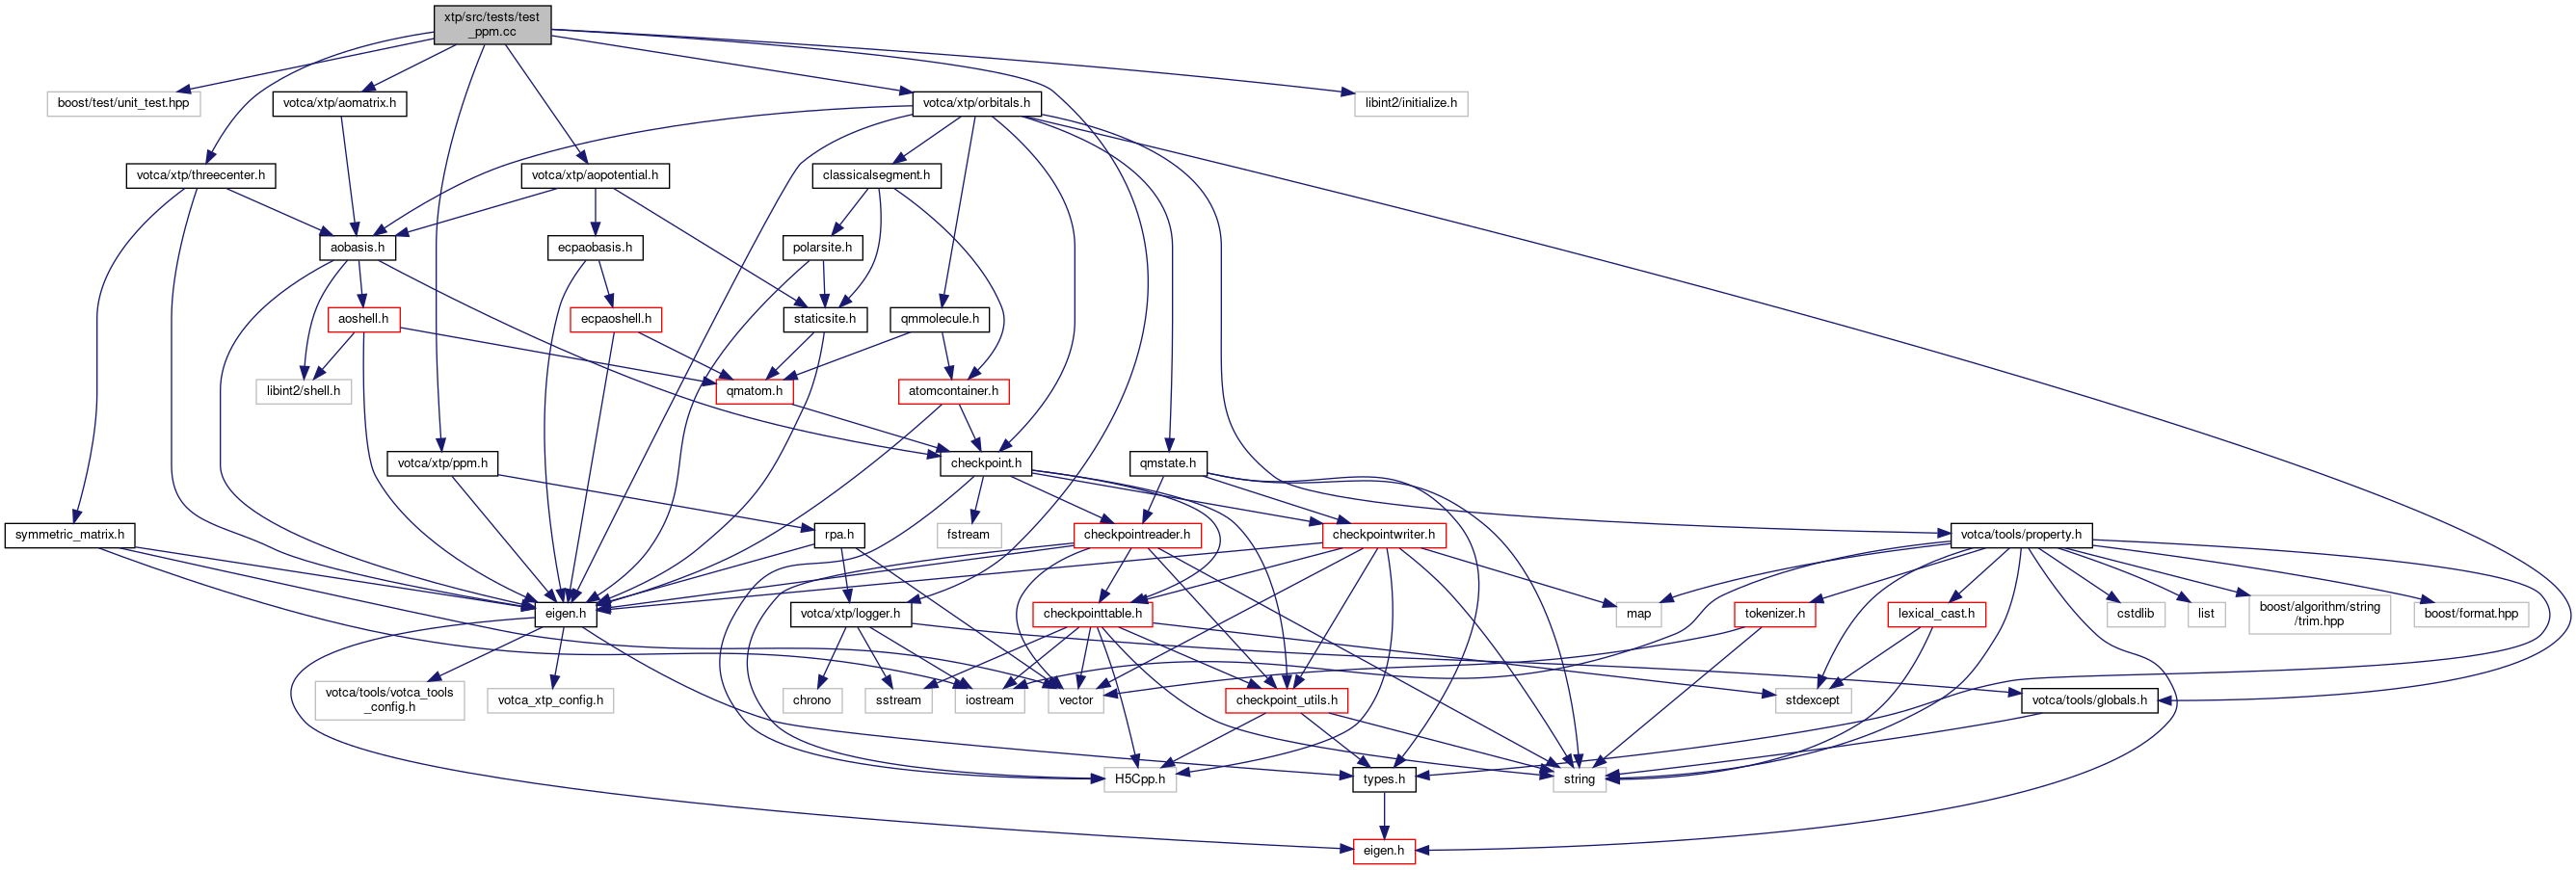 xtp/src/tests/test
_ppm.cc
boost/test/unit_test.hpp
votca/xtp/aomatrix.h
votca/xtp/orbitals.h
libint2/initialize.h
votca/xtp/threecenter.h
votca/xtp/aopotential.h
classicalsegment.h
aobasis.h
ecpaobasis.h
polarsite.h
aoshell.h
ecpaoshell.h
staticsite.h
qmmolecule.h
libint2/shell.h
qmatom.h
atomcontainer.h
votca/xtp/ppm.h
checkpoint.h
qmstate.h
symmetric_matrix.h
rpa.h
fstream
checkpointreader.h
checkpointwriter.h
votca/tools/property.h
eigen.h
votca/xtp/logger.h
checkpointtable.h
map
tokenizer.h
lexical_cast.h
cstdlib
list
boost/algorithm/string
/trim.hpp
boost/format.hpp
votca/tools/votca_tools
_config.h
votca_xtp_config.h
chrono
sstream
iostream
vector
checkpoint_utils.h
stdexcept
votca/tools/globals.h
H5Cpp.h
types.h
string
eigen.h